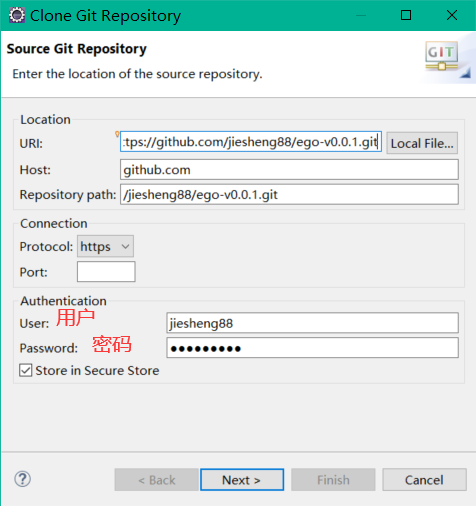 Clone Git Repository
Source Git Repository
Enter the location of the source repository.
GIT
Location
URI: :tps://github.com/jiesheng88/ego-v0.0.1.git Local File...
Host: github.com
Repository path: /jiesheng88/ego-v0.0.1.git
Connection
Protocol: https
Port:
Authentication
User: 用户 jiesheng88
Password: 密码 ●●●●●●●●●
Store in Secure Store
? < Back Next > Finish Cancel